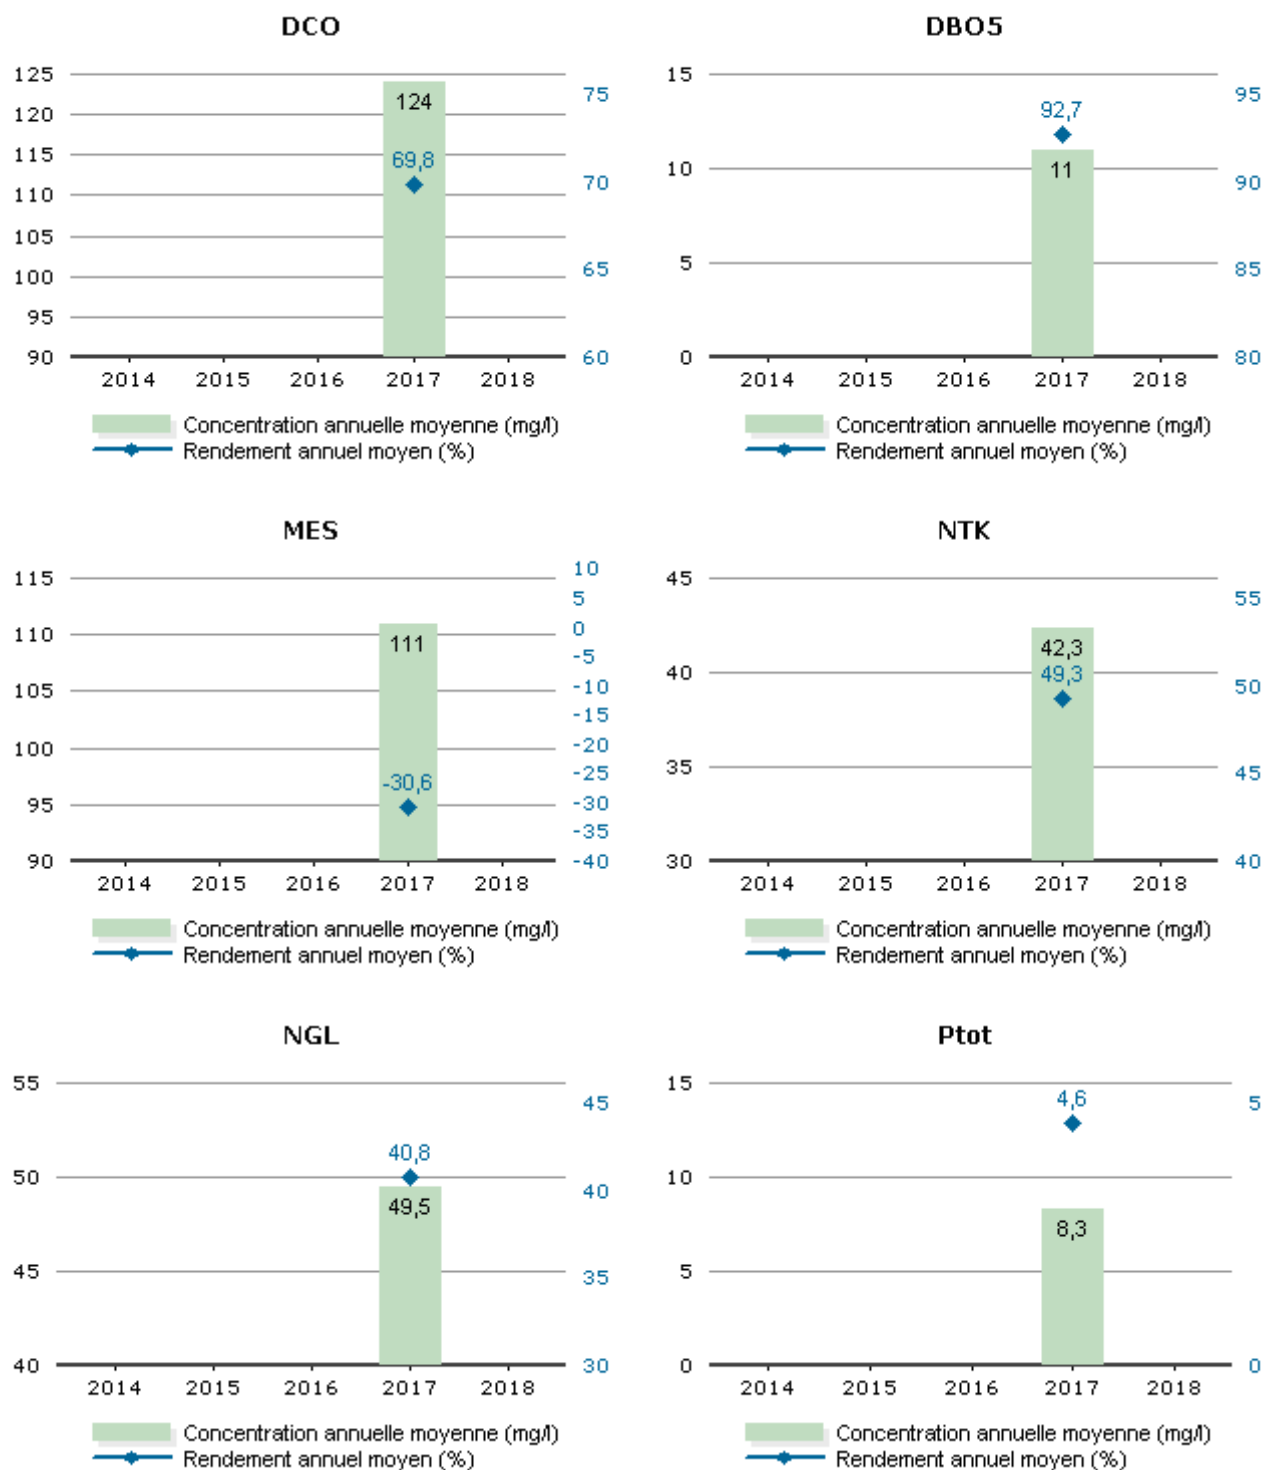 DCO
125
120
115
110
105
100
95
90
75
70
65
60
124
69,8
2014 2015 2016 2017 2018
Concentration annuelle moyenne (mg/l)
Rendement annuel moyen (%)
DBO5
15
10
5
0
95
90
85
80
92,7
11
2014 2015 2016 2017 2018
Concentration annuelle moyenne (mg/l)
Rendement annuel moyen (%)
MES
115
110
105
100
95
90
10
5
0
-5
-10
-15
-20
-25
-30
-35
-40
111
-30,6
2014 2015 2016 2017 2018
Concentration annuelle moyenne (mg/l)
Rendement annuel moyen (%)
NTK
45
40
35
30
55
50
45
40
42,3
49,3
2014 2015 2016 2017 2018
Concentration annuelle moyenne (mg/l)
Rendement annuel moyen (%)
NGL
55
50
45
40
45
40
35
30
40,8
49,5
2014 2015 2016 2017 2018
Concentration annuelle moyenne (mg/l)
Rendement annuel moyen (%)
Ptot
15
10
5
0
5
0
4,6
8,3
2014 2015 2016 2017 2018
Concentration annuelle moyenne (mg/l)
Rendement annuel moyen (%)